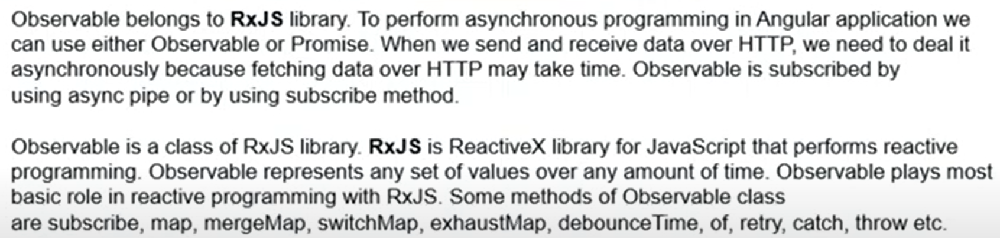 Observable belongs to RxJS library. To perform asynchronous programming in Angular application we
can use either Observable or Promise. When we send and receive data over HTTP, we need to deal it
asynchronously because fetching data over HTTP may take time. Observable is subscribed by
using async pipe or by using subscribe method.
Observable is a class of RxJS library. RxJS is ReactiveX library for JavaScript that performs reactive
programming. Observable represents any set of values over any amount of time. Observable plays most
basic role in reactive programming with RxJS. Some methods of Observable class
are subscribe, map, mergeMap, switchMap, exhaustMap, debounceTime, of, retry, catch, throw etc.